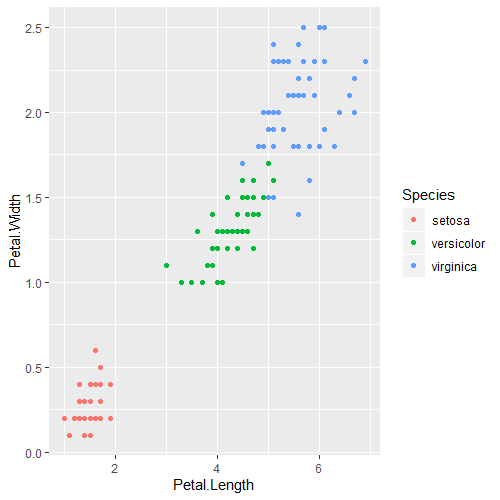 2.5
2.0
1.5
1.0
0.5
0.0
Petal.Width
2 4 6
Petal.Length
Species
setosa
versicolor
virginica